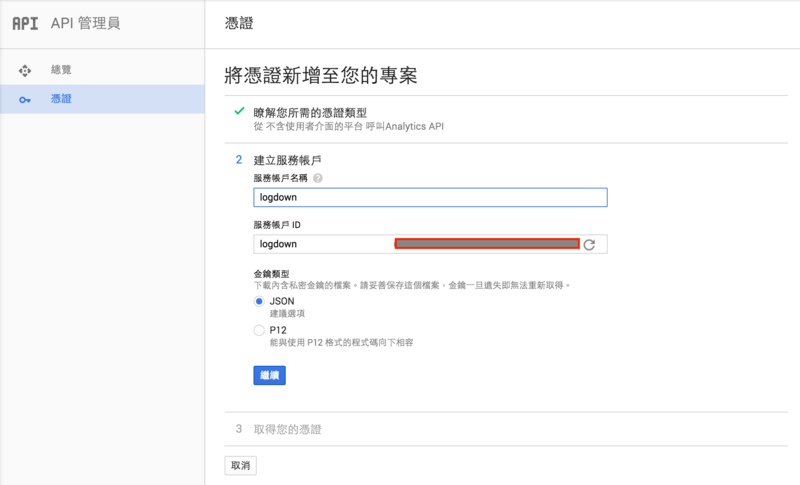 API API 管理員
憑證
總覽
憑證
將憑證新增至您的專案
瞭解您所需的憑證類型
從 不含使用者介面的平台 呼叫Analytics API
2 建立服務帳戶
服務帳戶名稱 ?
logdown
服務帳戶 ID
logdown
金鑰類型
下載內含私密金鑰的檔案。請妥善保存這個檔案，金鑰一旦遺失即無法重新取得。
JSON
建議選項
P12
能與使用 P12 格式的程式碼向下相容
繼續
3 取得您的憑證
取消